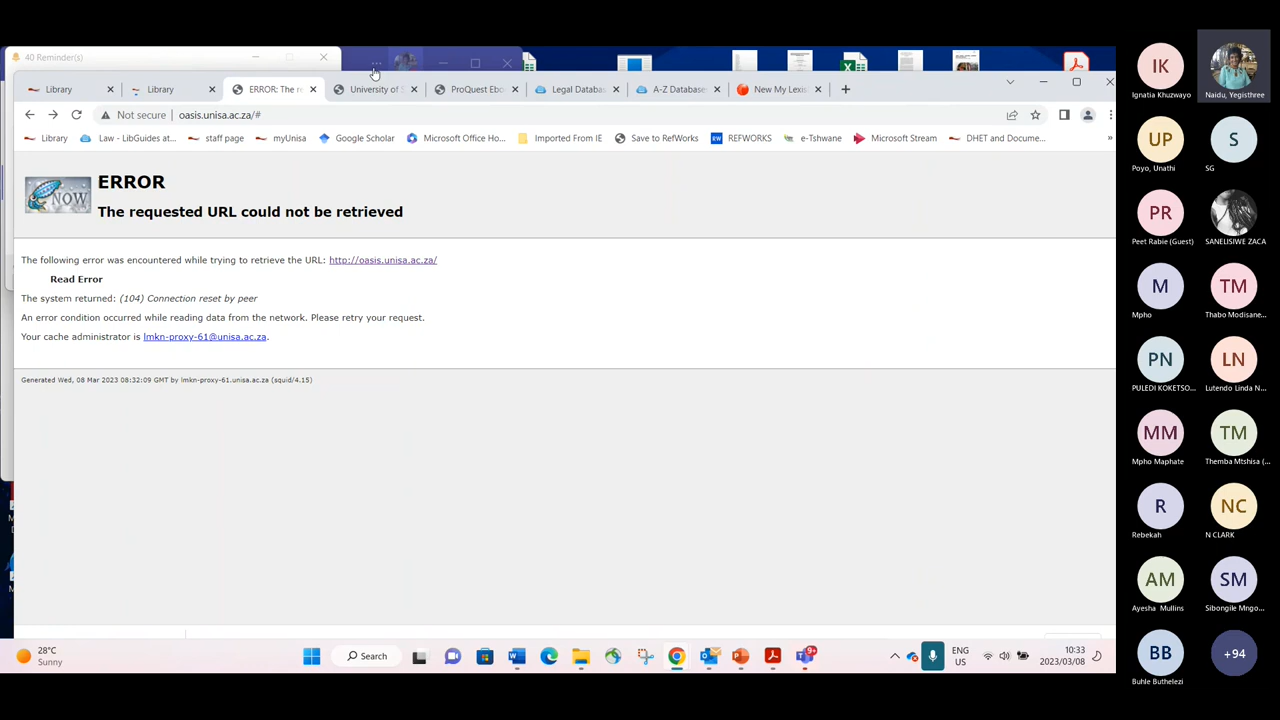 40 Reminder(s)
Library
Library
ERROR: The re
University of S
ProQuest Ebo
Legal Databas
A-Z Database
New My Lexis
Not secure
oasis.unisa.ac.za/#
Library
Law - LibGuides at...
staff page
myUnisa
Google Scholar
Microsoft Office Ho...
Imported From IE
Save to RefWorks
RW
REFWORKS
e-Tshwane
Microsoft Stream
DHET and Docume...
»
NOW
ERROR
The requested URL could not be retrieved
The following error was encountered while trying to retrieve the URL: http://oasis.unisa.ac.za/
Read Error
The system returned: (104) Connection reset by peer
An error condition occurred while reading data from the network. Please retry your request.
Your cache administrator is lmkn-proxy-61@unisa.ac.za.
Generated Wed, 08 Mar 2023 08:32:09 GMT by lmkn-proxy-61.unisa.ac.za (squid/4.15)
28°C
Sunny
Search
9+
ENG
US
10:33
2023/03/08
IK
Ignatia Khuzwayo
Naidu, Yegisthree
UP
Poyo, Unathi
S
SG
PR
Peet Rabie (Guest)
SANELISIWE ZACA
M
Mpho
TM
Thabo Modisane...
PN
PULEDI KOKETSO...
LN
Lutendo Linda N...
MM
Mpho Maphate
TM
Themba Mtshisa (...
R
Rebekah
NC
N CLARK
AM
Ayesha Mullins
SM
Sibongile Mngo...
BB
Buhle Buthelezi
+94